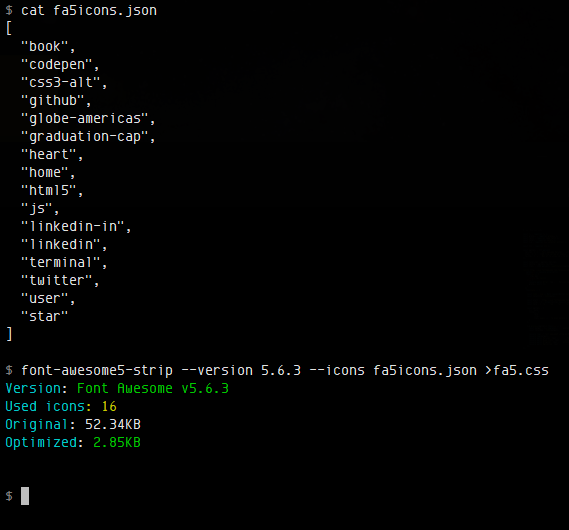 $ cat fa5icons.json
[
"book",
"codepen",
"css3-alt",
"github",
"globe-americas",
"graduation-cap",
"heart",
"home",
"html5",
"js",
"linkedin-in",
"linkedin",
"terminal",
"twitter",
"user",
"star"
]
$ font-awesome5-strip --version 5.6.3 --icons fa5icons.json >fa5.css
Version: Font Awesome v5.6.3
Used icons: 16
Original: 52.34KB
Optimized: 2.85KB
$